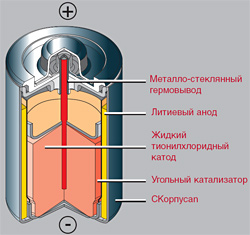 +
Металло-стеклянный
гермовывод
Литиевый анод
Жидкий
тионилхлоридный
катод
Угольный катализатор
СКорпусап
−